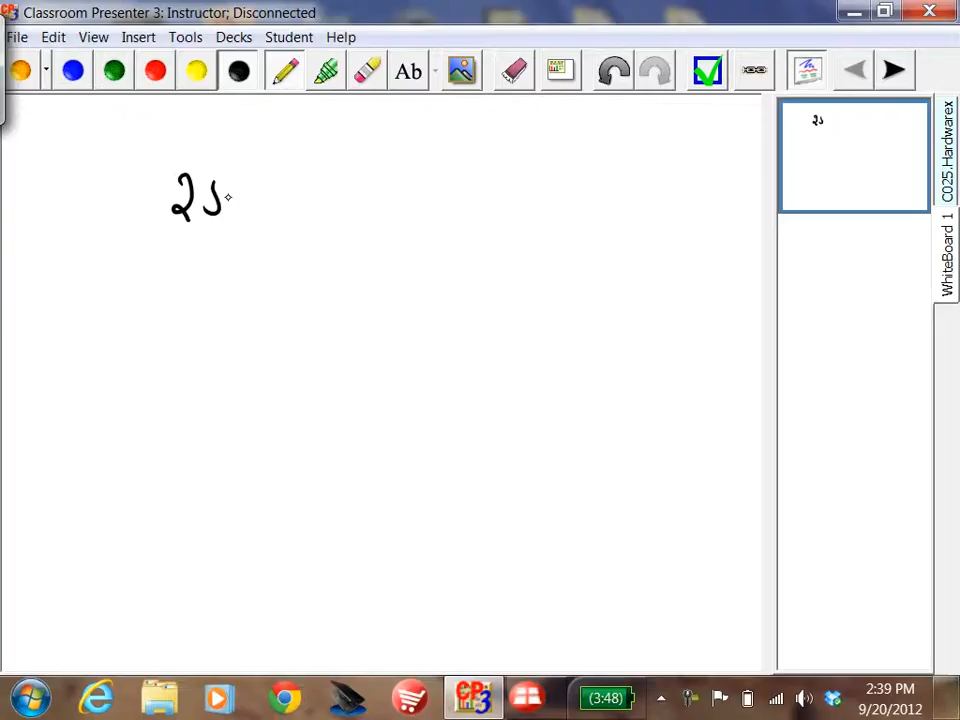 Classroom Presenter 3: Instructor; Disconnected
File Edit View Insert Tools Decks Student Help
Ab
C025.Hardwarex
WhiteBoard 1
CP3
(3:48)
2:39 PM
9/20/2012